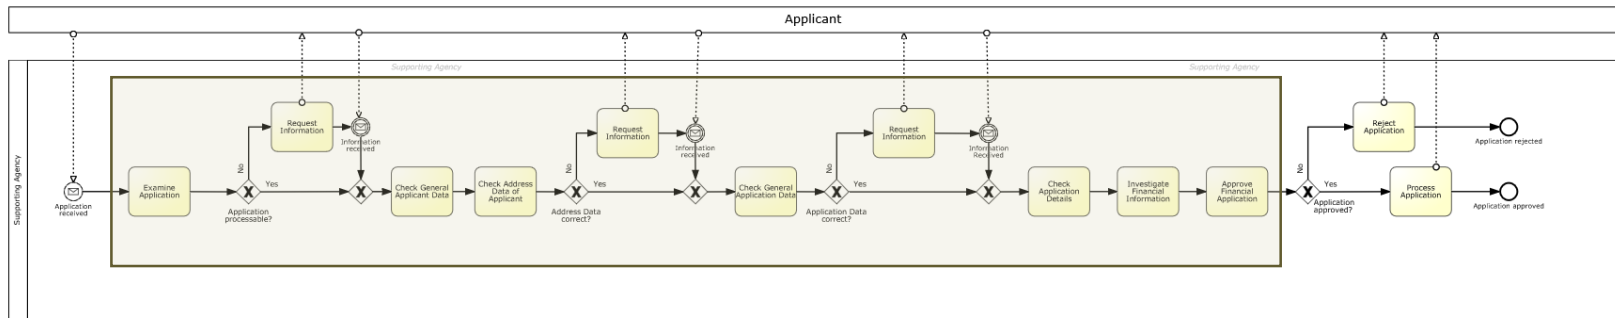 Applicant
Supporting Agency
Supporting Agency
Supporting Agency
Application
received
Examine
Application
No
Yes
Application
processable?
Request
Information
Information
received
Check General
Applicant Data
Check Address
Data of
Applicant
No
Yes
Address Data
correct?
Request
Information
Information
received
Check General
Application Data
No
Yes
Application Data
correct?
Request
Information
Information
Received
Check
Application
Details
Investigate
Financial
Information
Approve
Financial
Application
No
Yes
Application
approved?
Reject
Application
Application rejected
Process
Application
Application approved